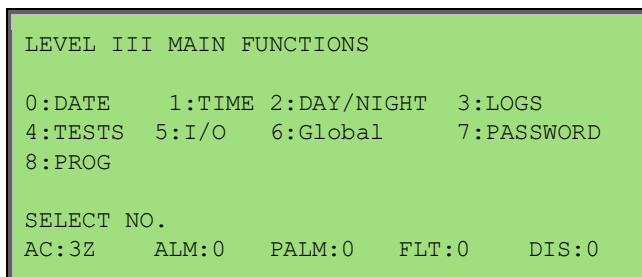 LEVEL III MAIN FUNCTIONS
0:DATE 1:TIME 2:DAY/NIGHT 3:LOGS
4:TESTS 5:I/O 6:Global 7:PASSWORD
8:PROG
SELECT NO.
AC:3Z ALM:0 PALM:0 FLT:0 DIS:0